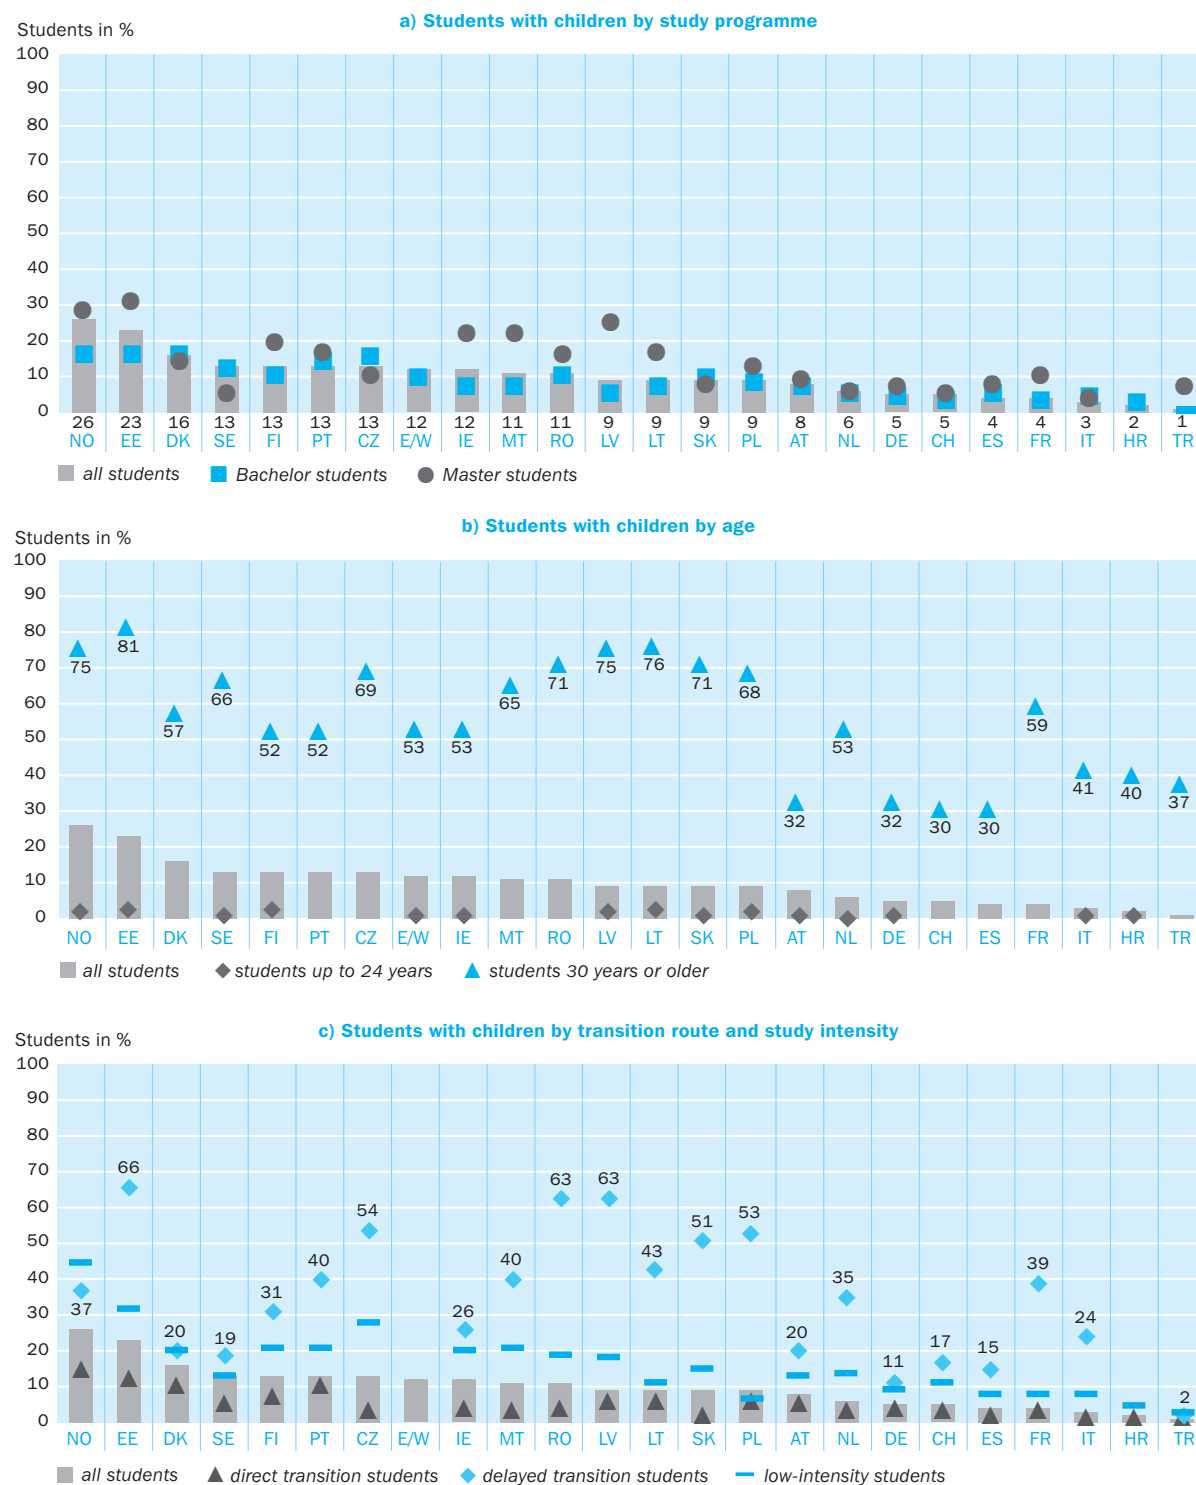 a) Students with children by study programme
Students in %
100
90
80
70
60
50
40
30
20
10
0
26 23 16 13 13 13 13 12 12 11 11 9 9 9 9 8 6 5 5 4 4 3 2 1
NO EE DK SE FI PT CZ E/W IE MT RO LV LT SK PL AT NL DE CH ES FR IT HR TR
all students Bachelor students Master students
b) Students with children by age
Students in %
100
90
80
70
60
50
40
30
20
10
0
75 81 57 66 52 52 69 53 53 65 71 75 76 71 68 32 53 32 30 30 59 41 40 37
NO EE DK SE FI PT CZ E/W IE MT RO LV LT SK PL AT NL DE CH ES FR IT HR TR
all students students up to 24 years students 30 years or older
c) Students with children by transition route and study intensity
Students in %
100
90
80
70
60
50
40
30
20
10
0
37 66 20 19 31 40 54 26 40 63 63 43 51 53 20 35 11 17 15 39 24 2
NO EE DK SE FI PT CZ E/W IE MT RO LV LT SK PL AT NL DE CH ES FR IT HR TR
all students direct transition students delayed transition students low-intensity students